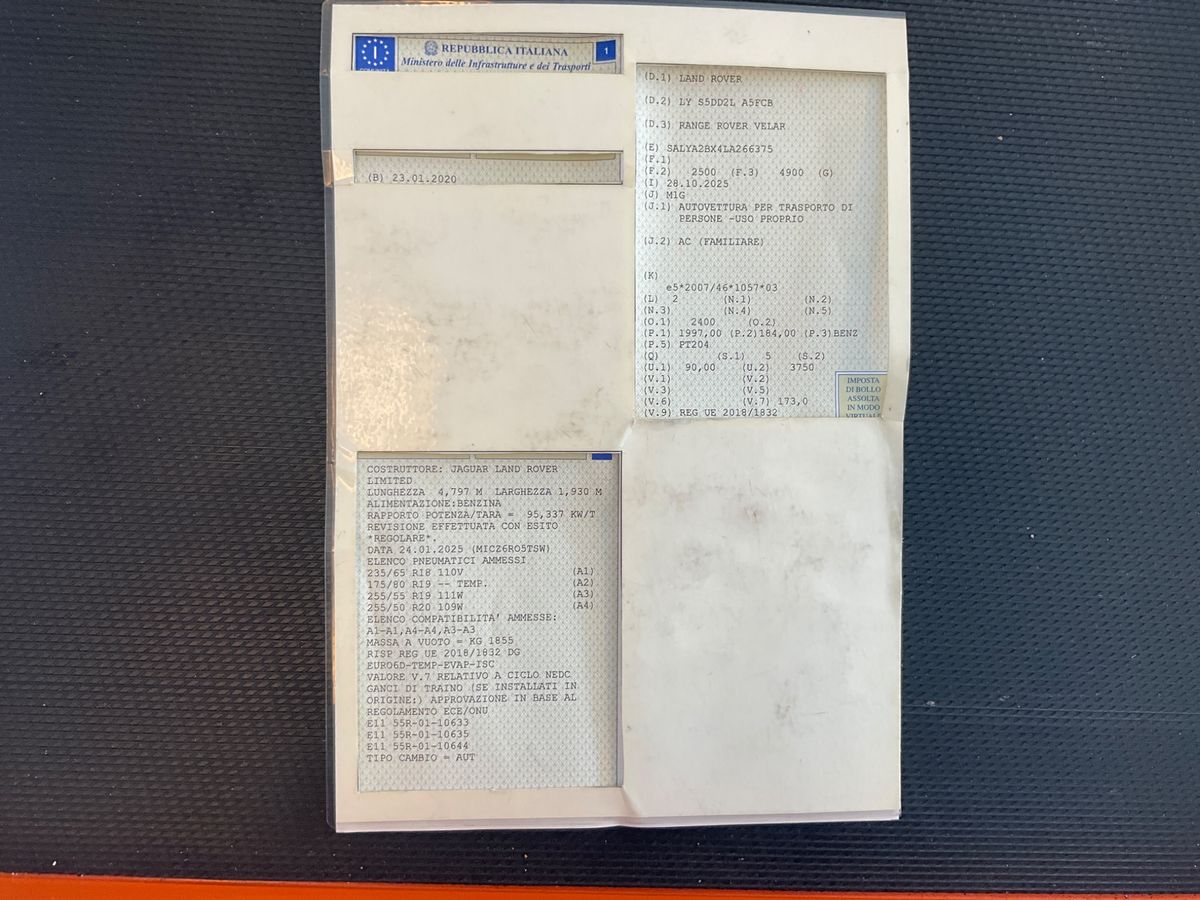 REPUBBLICA ITALIANA
Ministero delle Infrastrutture e dei Trasporti
I
1
(B) 23.01.2020
(D.1) LAND ROVER
(D.2) LY S5DD2L A5FCB
(D.3) RANGE ROVER VELAR
(E) SALYA2BX4LA266375
(F.1)
(F.2) 2500 (F.3) 4900 (G)
(I) 28.10.2025
(J) M1G
(J.1) AUTOVETTURA PER TRASPORTO DI
PERSONE -USO PROPRIO
(J.2) AC (FAMILIARE)
(K)
e5*2007/46*1057*03
(L) 2 (N.1) (N.2)
(N.3) (N.4) (N.5)
(O.1) 2400 (O.2)
(P.1) 1997,00 (P.2)184,00 (P.3)BENZ
(P.5) PT204
(Q) (S.1) 5 (S.2)
(U.1) 90,00 (U.2) 3750
(V.1) (V.2)
(V.3) (V.5)
(V.6) (V.7) 173,0
(V.9) REG UE 2018/1832
IMPOSTA
DI BOLLO
ASSOLTA
IN MODO
VIRTUALE
COSTRUTTORE: JAGUAR LAND ROVER
LIMITED
LUNGHEZZA 4,797 M LARGHEZZA 1,930 M
ALIMENTAZIONE:BENZINA
RAPPORTO POTENZA/TARA = 95,337 KW/T
REVISIONE EFFETTUATA CON ESITO
*REGOLARE*.
DATA 24.01.2025 (MICZ6RO5TSW)
ELENCO PNEUMATICI AMMESSI
235/65 R18 110V (A1)
175/80 R19 -- TEMP. (A2)
255/55 R19 111W (A3)
255/50 R20 109W (A4)
ELENCO COMPATIBILITA' AMMESSE:
A1-A1,A4-A4,A3-A3
MASSA A VUOTO = KG 1855
RISP REG UE 2018/1832 DG
EURO6D-TEMP-EVAP-ISC
VALORE V.7 RELATIVO A CICLO NEDC
GANCI DI TRAINO (SE INSTALLATI IN
ORIGINE:) APPROVAZIONE IN BASE AL
REGOLAMENTO ECE/ONU
E11 55R-01-10633
E11 55R-01-10635
E11 55R-01-10644
TIPO CAMBIO = AUT